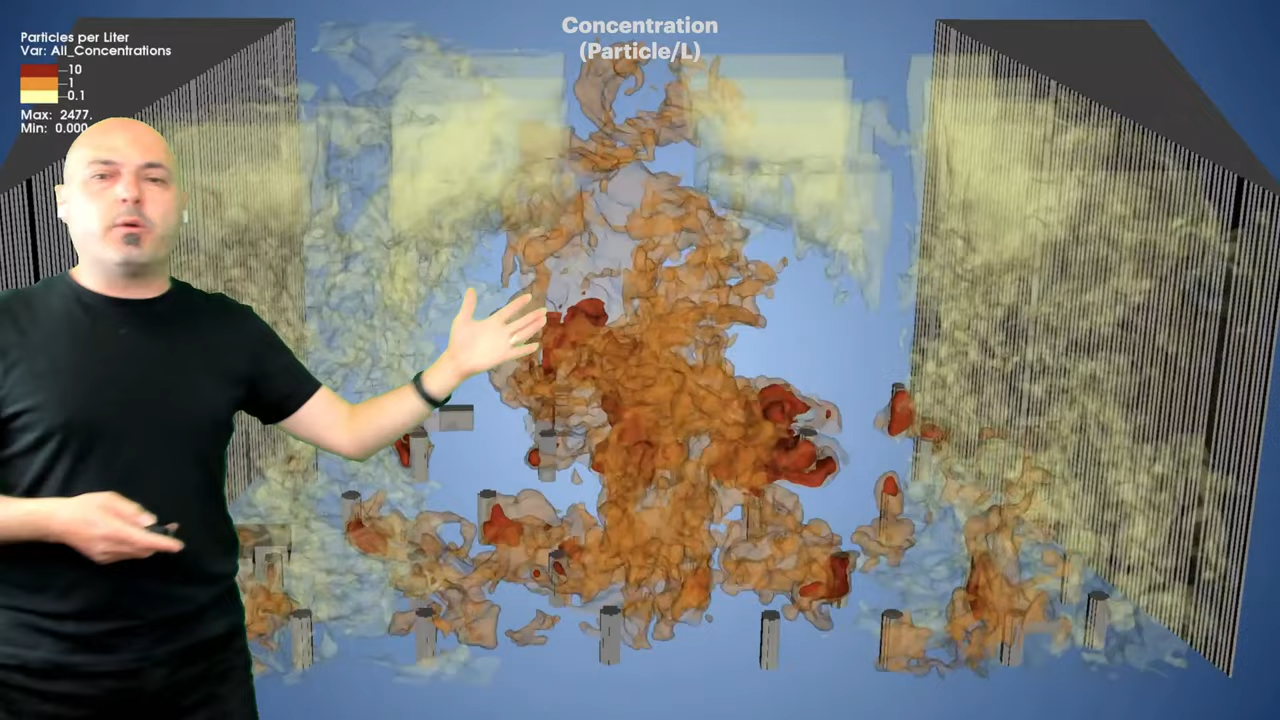 Concentration
(Particle/L)
Particles per Liter
Var: All_Concentrations
10
1
0.1
Max: 2477.
Min: 0.000